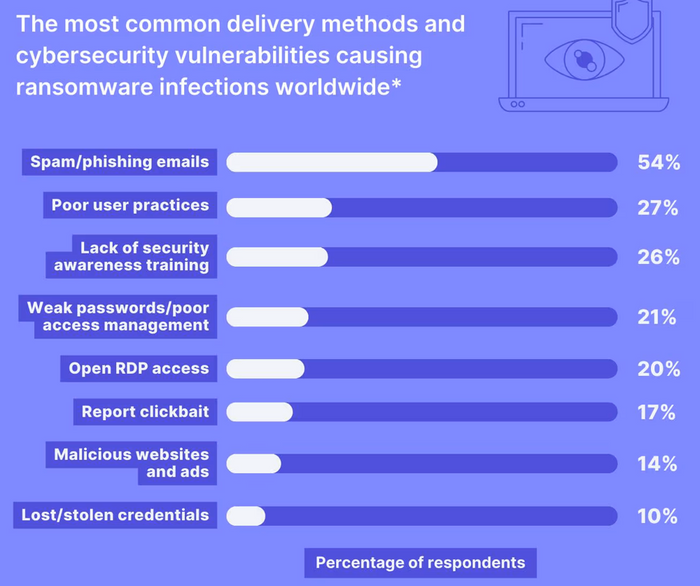 The most common delivery methods and
cybersecurity vulnerabilities causing
ransomware infections worldwide*
Spam/phishing emails 54%
Poor user practices 27%
Lack of security
awareness training 26%
Weak passwords/poor
access management 21%
Open RDP access 20%
Report clickbait 17%
Malicious websites
and ads 14%
Lost/stolen credentials 10%
Percentage of respondents